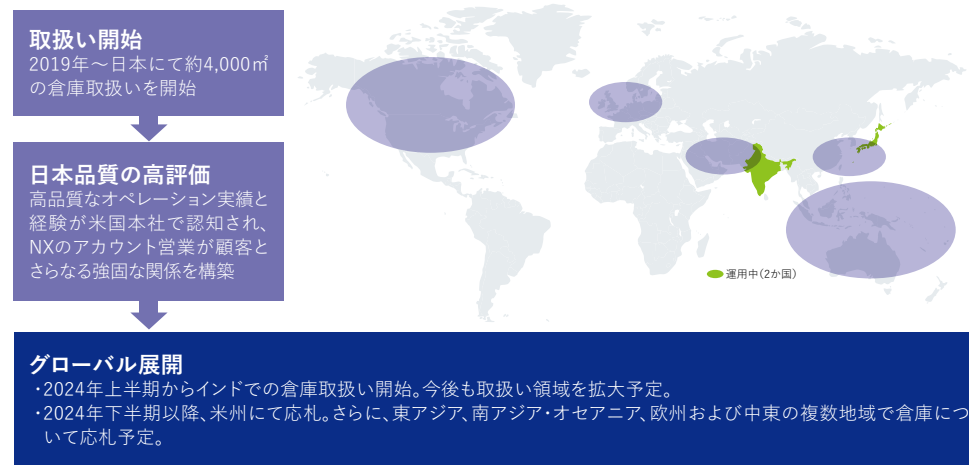 取扱い開始
2019年～日本にて約4,000㎡
の倉庫取扱いを開始
日本品質の高評価
高品質なオペレーション実績と
経験が米国本社で認知され、
NXのアカウント営業が顧客と
さらなる強固な関係を構築
運用中(2か国)
グローバル展開
・2024年上半期からインドでの倉庫取扱い開始。今後も取扱い領域を拡大予定。
・2024年下半期以降、米州にて応札。さらに、東アジア、南アジア・オセアニア、欧州および中東の複数地域で倉庫につ
いて応札予定。